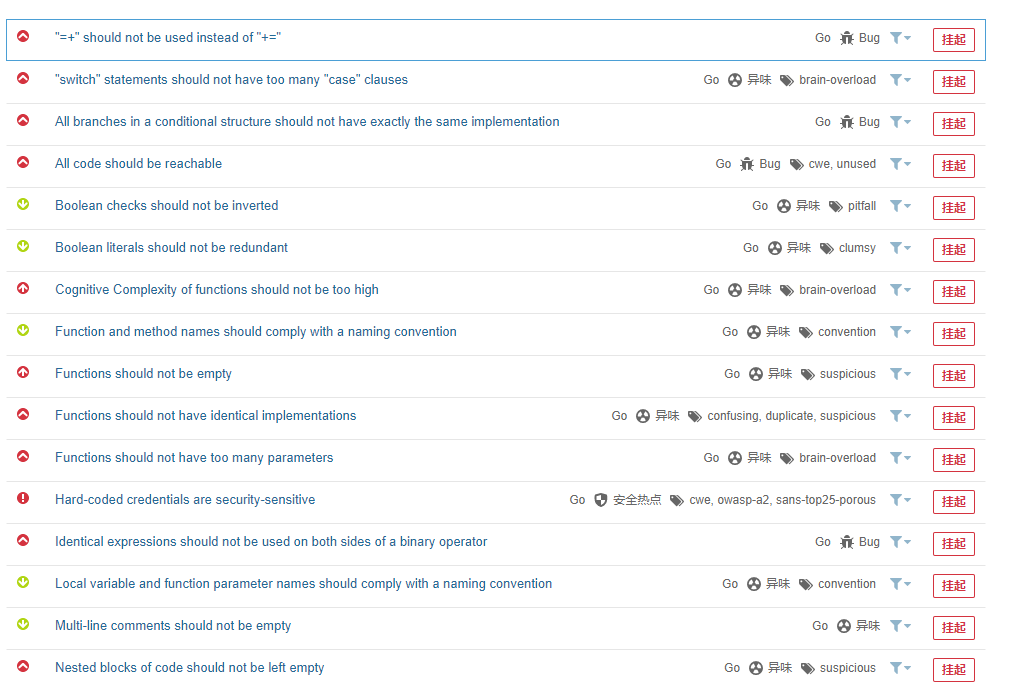 "=+" should not be used instead of "+=" Go Bug 挂起
"switch" statements should not have too many "case" clauses Go 异味 brain-overload 挂起
All branches in a conditional structure should not have exactly the same implementation Go Bug 挂起
All code should be reachable Go Bug cwe, unused 挂起
Boolean checks should not be inverted Go 异味 pitfall 挂起
Boolean literals should not be redundant Go 异味 clumsy 挂起
Cognitive Complexity of functions should not be too high Go 异味 brain-overload 挂起
Function and method names should comply with a naming convention Go 异味 convention 挂起
Functions should not be empty Go 异味 suspicious 挂起
Functions should not have identical implementations Go 异味 confusing, duplicate, suspicious 挂起
Functions should not have too many parameters Go 异味 brain-overload 挂起
Hard-coded credentials are security-sensitive Go 安全热点 cwe, owasp-a2, sans-top25-porous 挂起
Identical expressions should not be used on both sides of a binary operator Go Bug 挂起
Local variable and function parameter names should comply with a naming convention Go 异味 convention 挂起
Multi-line comments should not be empty Go 异味 挂起
Nested blocks of code should not be left empty Go 异味 suspicious 挂起